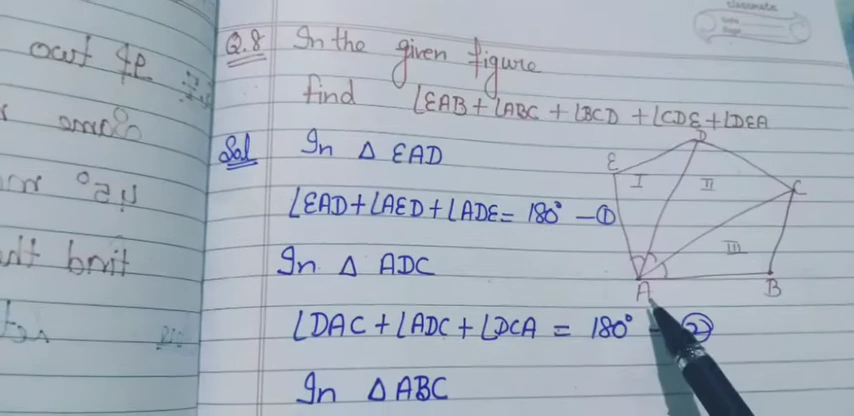 classmate
Q.8 In the given figure
find ∠EAB + ∠ABC + ∠BCD + ∠CDE + ∠DEA
Sol In △ EAD
∠EAD + ∠AED + ∠ADE = 180° — ①
In △ ADC
∠DAC + ∠ADC + ∠DCA = 180° ②
In △ABC
D
E
I
II
C
III
A
B